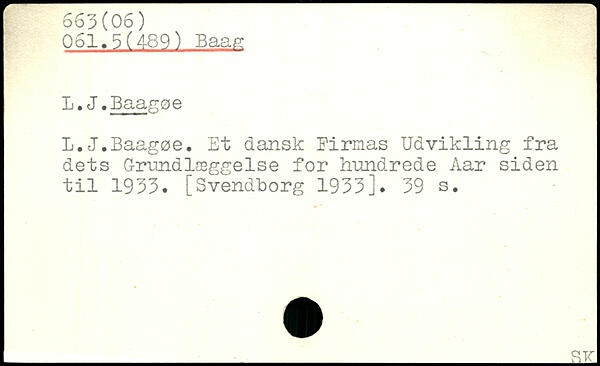 663(06)
061.5(489) Baag
L.J.Baagøe
L.J.Baagøe. Et dansk Firmas Udvikling fra
dets Grundlæggelse for hundrede Aar siden
til 1933. [Svendborg 1933]. 39 s.
SK